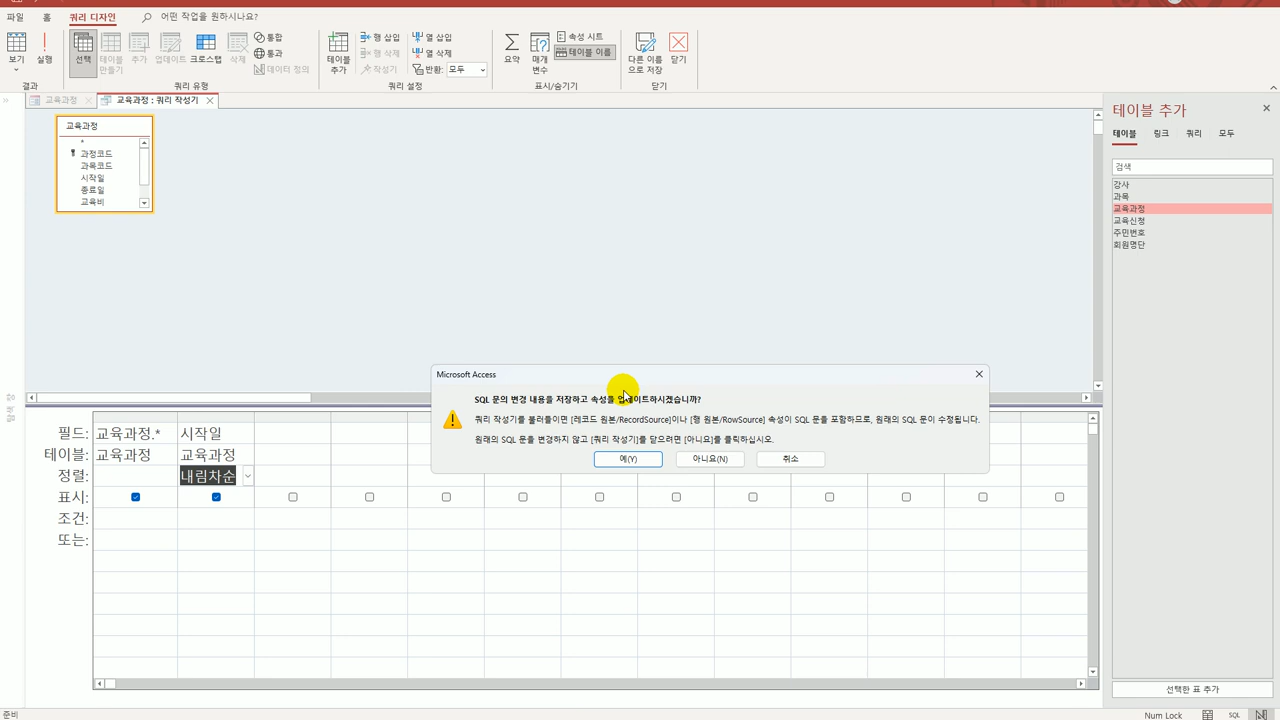 파일 홈 쿼리 디자인 어떤 작업을 원하시나요?
보기
실행
선택
테이블
만들기
추가
업데이트
크로스탭
삭제
통합
통과
데이터 정의
테이블
추가
행 삽입
행 삭제
작성기
열 삽입
열 삭제
반환: 모두
요약
매개
변수
속성 시트
테이블 이름
다른 이름
으로 저장
닫기
결과
쿼리 유형
쿼리 설정
표시/숨기기
닫기
교육과정
교육과정 : 쿼리 작성기
교육과정
*
과정코드
과목코드
시작일
종료일
교육비
테이블 추가
테이블 링크 쿼리 모두
검색
강사
과목
교육과정
교육신청
주민번호
회원명단
선택한 표 추가
Microsoft Access
SQL 문의 변경 내용을 저장하고 속성을 업데이트하시겠습니까?
쿼리 작성기를 불러들이면 [레코드 원본/RecordSource]이나 [행 원본/RowSource] 속성이 SQL 문을 포함하므로, 원래의 SQL 문이 수정됩니다.
원래의 SQL 문을 변경하지 않고 [쿼리 작성기]를 닫으려면 [아니요]를 클릭하십시오.
예(Y) 아니요(N) 취소
필드: 교육과정.* 시작일
테이블: 교육과정 교육과정
정렬: 내림차순
표시:
조건:
또는:
탐색 창
준비
Num Lock
SQL